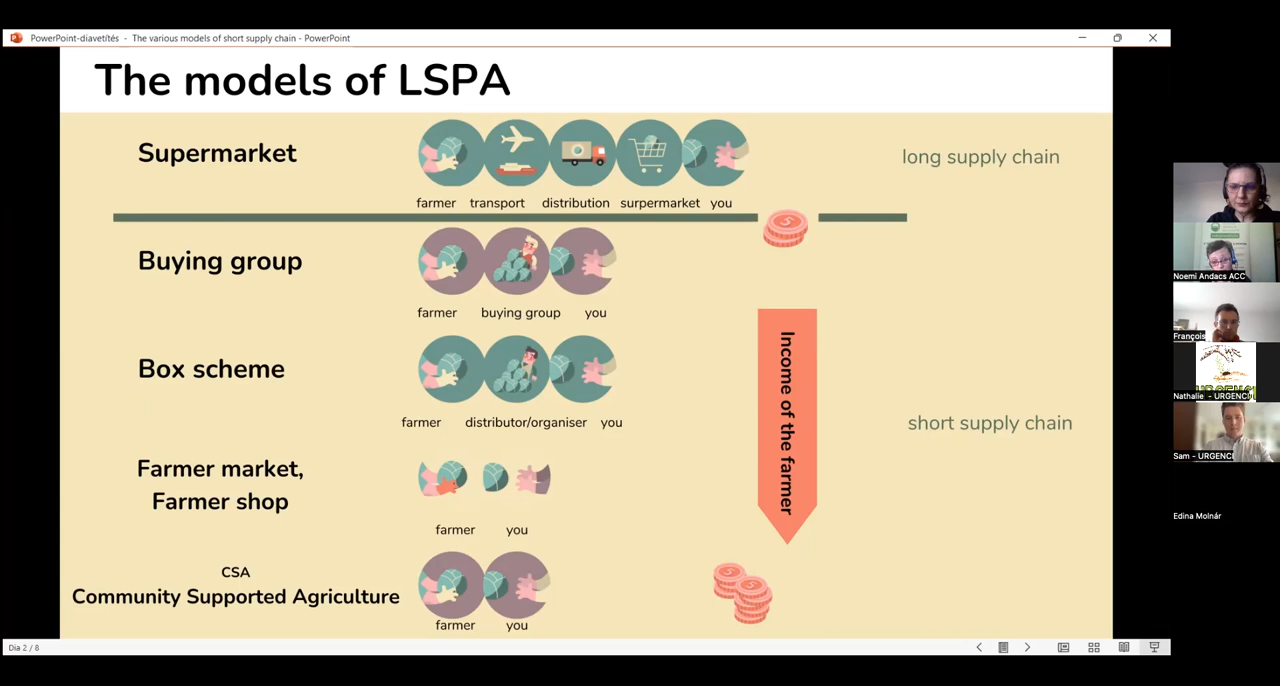 PowerPoint-diavetítés - The various models of short supply chain - PowerPoint
The models of LSPA
Supermarket
farmer transport distribution surpermarket you
long supply chain
Buying group
farmer buying group you
Box scheme
farmer distributor/organiser you
Income of the farmer
short supply chain
Farmer market,
Farmer shop
farmer you
CSA
Community Supported Agriculture
farmer you
Dia 2 / 8
Noemi Andacs ACC
François
Nathalie - URGENCI
Sam - URGENCI
Edina Molnár